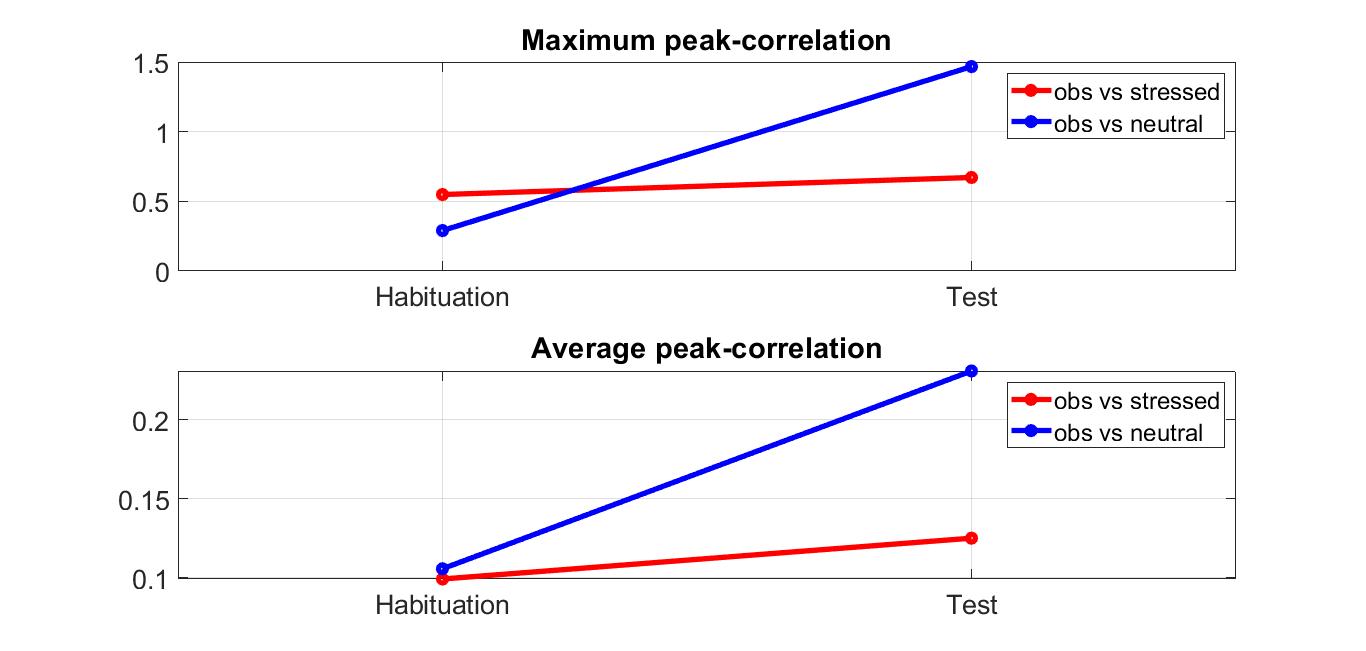 Maximum peak-correlation
1.5
1
0.5
0
obs vs stressed
obs vs neutral
Habituation Test
Average peak-correlation
0.2
0.15
0.1
obs vs stressed
obs vs neutral
Habituation Test